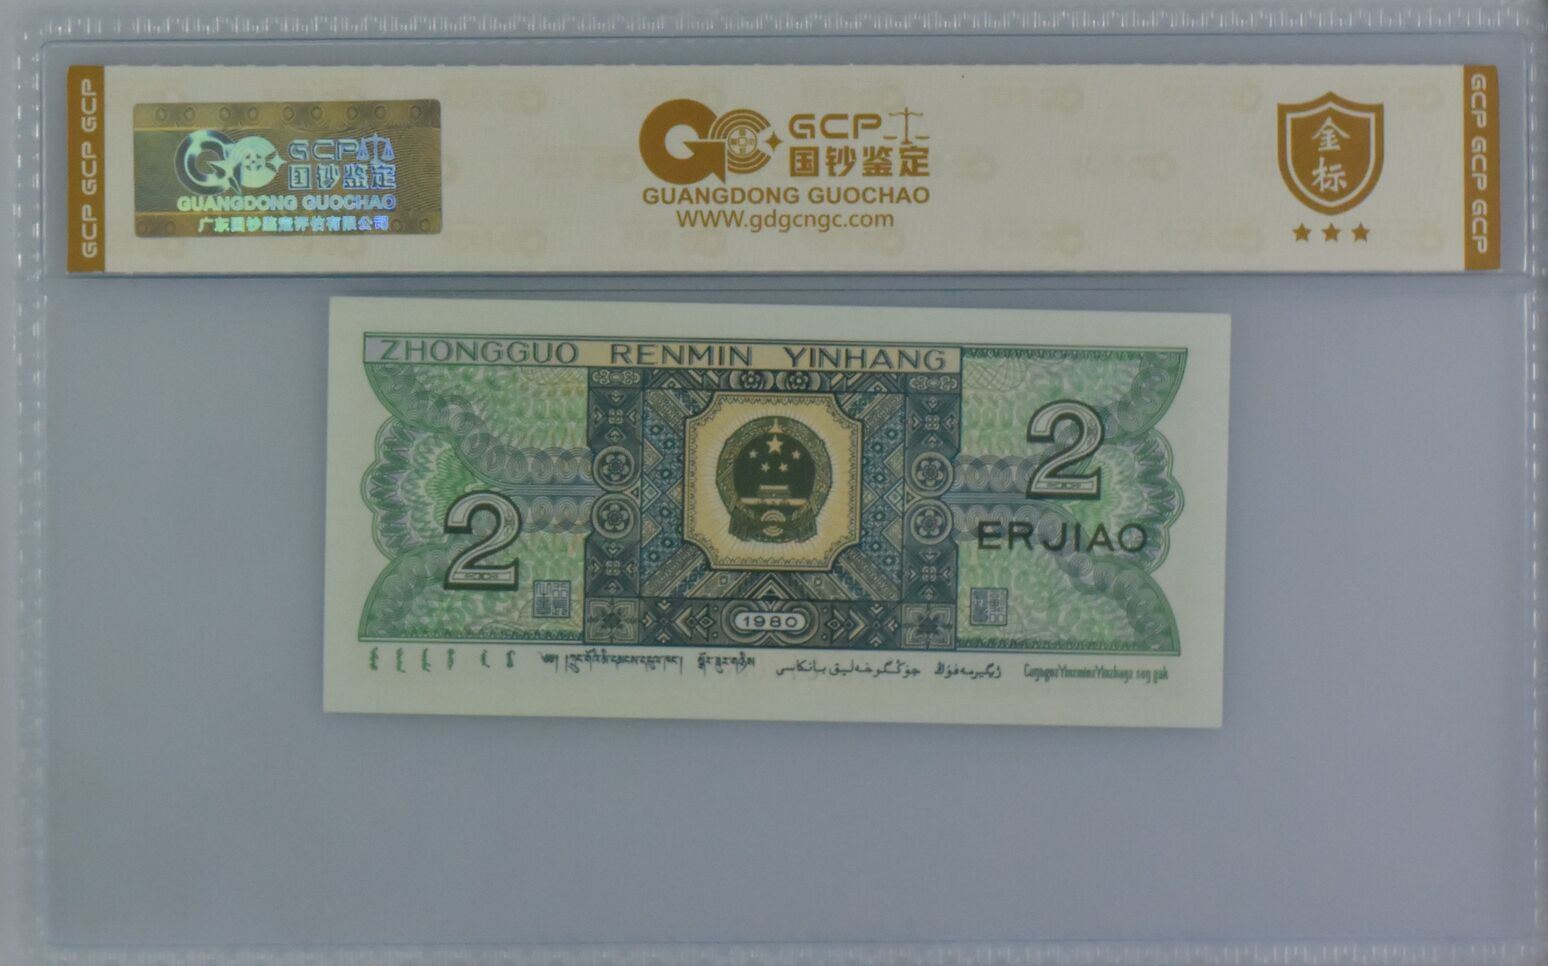 GCP GCP GCP
GCP
国钞鉴定
GUANGDONG GUOCHAO
广东国钞鉴定评估有限公司
GCP
国钞鉴定
GUANGDONG GUOCHAO
WWW.gdgcngc.com
金标
GCP GCP GCP
ZHONGGUO RENMIN YINHANG
2
2
ERJIAO
1980
جۇڭگوخەلىق بانكاسى